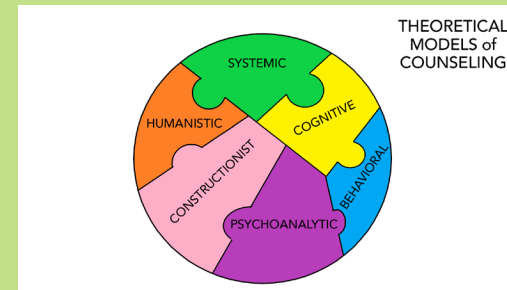 THEORETICAL
MODELS of
COUNSELING
SYSTEMIC
COGNITIVE
HUMANISTIC
BEHAVIORAL
CONSTRUCTIONIST
PSYCHOANALYTIC